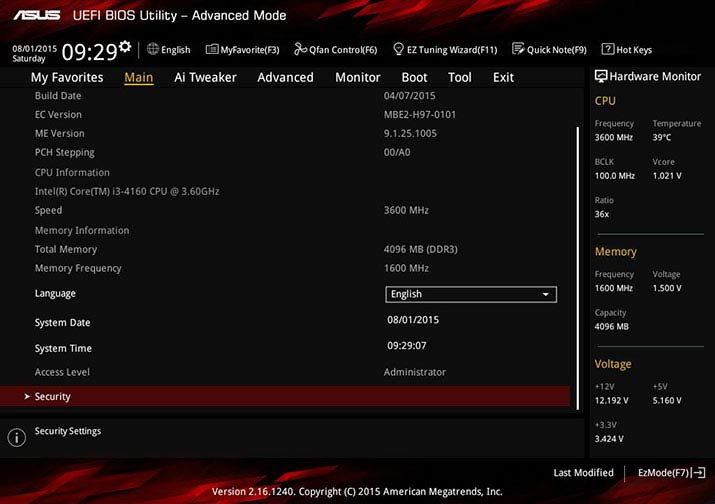 ASUS UEFI BIOS Utility – Advanced Mode
08/01/2015
Saturday
09:29
English
MyFavorite(F3)
Qfan Control(F6)
EZ Tuning Wizard(F11)
Quick Note(F9)
? Hot Keys
My Favorites Main Ai Tweaker Advanced Monitor Boot Tool Exit
Build Date 04/07/2015
EC Version MBE2-H97-0101
ME Version 9.1.25.1005
PCH Stepping 00/A0
CPU Information
Intel(R) Core(TM) i3-4160 CPU @ 3.60GHz
Speed 3600 MHz
Memory Information
Total Memory 4096 MB (DDR3)
Memory Frequency 1600 MHz
Language English
System Date 08/01/2015
System Time 09:29:07
Access Level Administrator
> Security
i Security Settings
Hardware Monitor
CPU
Frequency Temperature
3600 MHz 39°C
BCLK Vcore
100.0 MHz 1.021 V
Ratio
36x
Memory
Frequency Voltage
1600 MHz 1.500 V
Capacity
4096 MB
Voltage
+12V +5V
12.192 V 5.160 V
+3.3V
3.424 V
Last Modified EzMode(F7)
Version 2.16.1240. Copyright (C) 2015 American Megatrends, Inc.